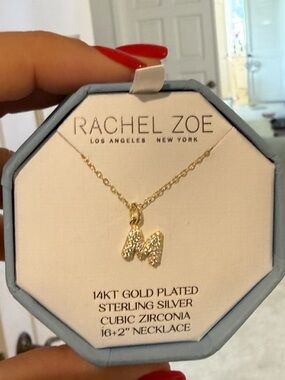 RACHEL ZOE
LOS ANGELES NEW YORK
M
14KT GOLD PLATED
STERLING SILVER
CUBIC ZIRCONIA
16+2" NECKLACE